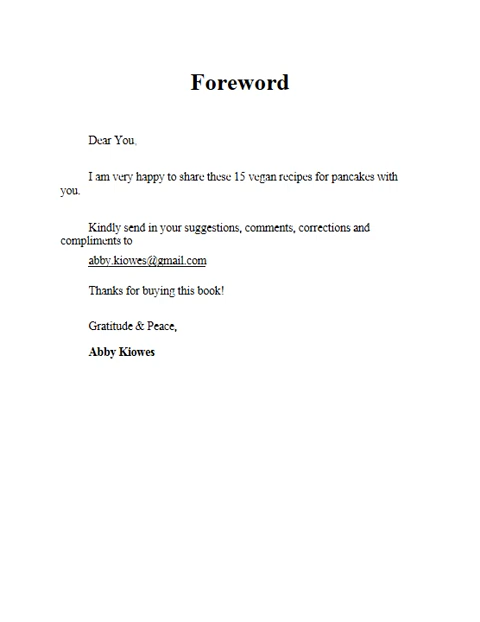 Foreword
Dear You,
I am very happy to share these 15 vegan recipes for pancakes with
you.
Kindly send in your suggestions, comments, corrections and
compliments to
abby.kiowes@gmail.com
Thanks for buying this book!
Gratitude & Peace,
Abby Kiowes